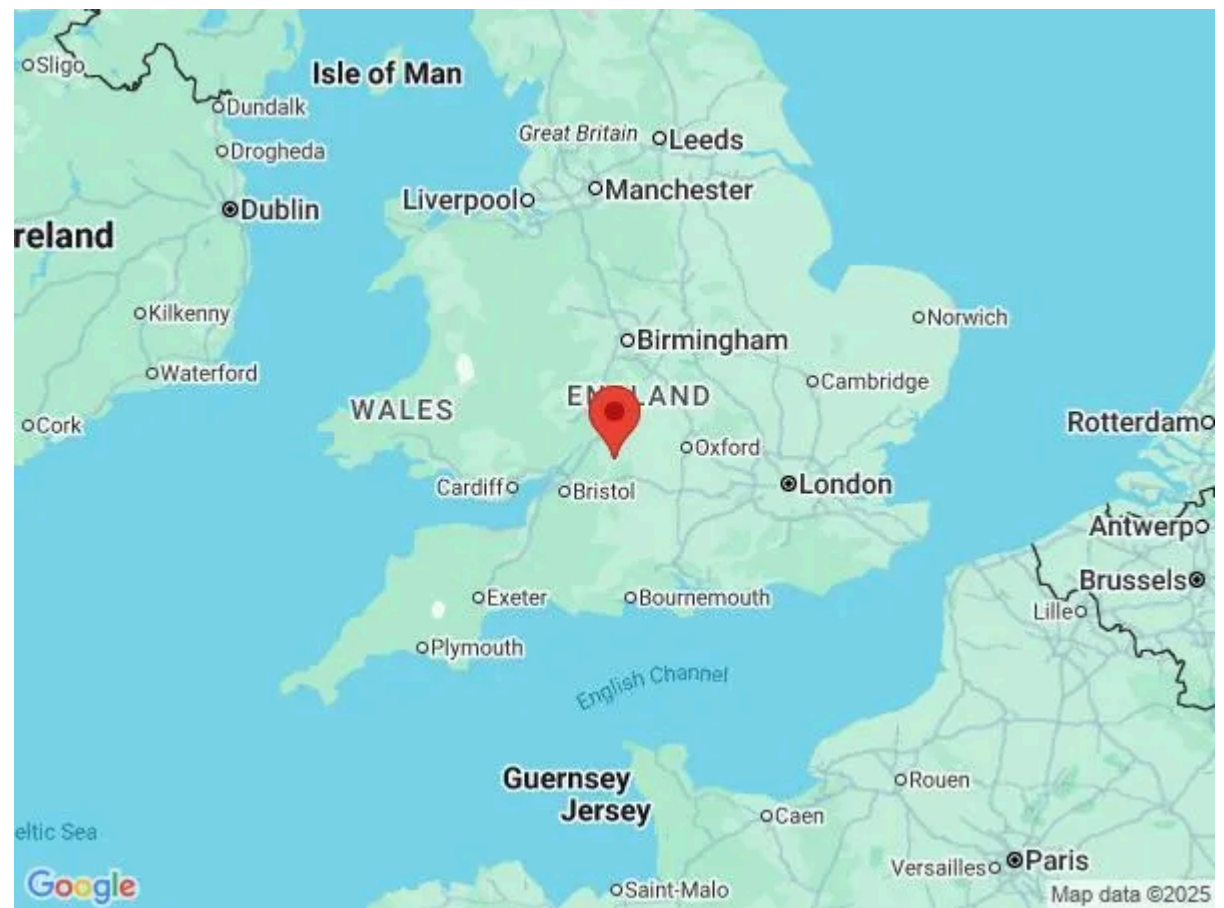 Sligo
Isle of Man
Dundalk
Great Britain
Leeds
Drogheda
Manchester
Liverpool
Dublin
reland
Kilkenny
Norwich
Birmingham
Waterford
Cambridge
ENGLAND
WALES
Cork
Rotterdam
Oxford
Cardiff
London
Bristol
Antwerp
Brussels
Exeter
Bournemouth
Lille
Plymouth
English Channel
Guernsey
Rouen
Jersey
Caen
eltic Sea
Paris
Versailles
Google
Saint-Malo
Map data ©2025